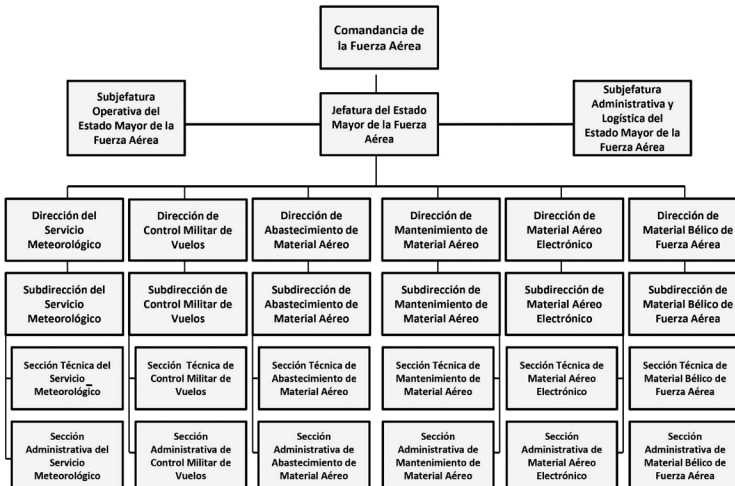 Comandancia de
la Fuerza Aérea
Subjefatura
Operativa del
Estado Mayor de la
Fuerza Aérea
Jefatura del Estado
Mayor de la Fuerza
Aérea
Subjefatura
Administrativa y
Logística del
Estado Mayor de la
Fuerza Aérea
Dirección del
Servicio
Meteorológico
Dirección de
Control Militar de
Vuelos
Dirección de
Abastecimiento de
Material Aéreo
Dirección de
Mantenimiento de
Material Aéreo
Dirección de
Material Aéreo
Electrónico
Dirección de
Material Bélico de
Fuerza Aérea
Subdirección del
Servicio
Meteorológico
Subdirección de
Control Militar de
Vuelos
Subdirección de
Abastecimiento de
Material Aéreo
Subdirección de
Mantenimiento de
Material Aéreo
Subdirección de
Material Aéreo
Electrónico
Subdirección de
Material Bélico de
Fuerza Aérea
Sección Técnica del
Servicio
Meteorológico
Sección Técnica de
Control Militar de
Vuelos
Sección Técnica de
Abastecimiento de
Material Aéreo
Sección Técnica de
Mantenimiento de
Material Aéreo
Sección Técnica de
Material Aéreo
Electrónico
Sección Técnica de
Material Bélico de
Fuerza Aérea
Sección
Administrativa del
Servicio
Meteorológico
Sección
Administrativa de
Control Militar de
Vuelos
Sección
Administrativa de
Abastecimiento de
Material Aéreo
Sección
Administrativa de
Mantenimiento de
Material Aéreo
Sección
Administrativa de
Material Aéreo
Electrónico
Sección
Administrativa de
Material Bélico de
Fuerza Aérea